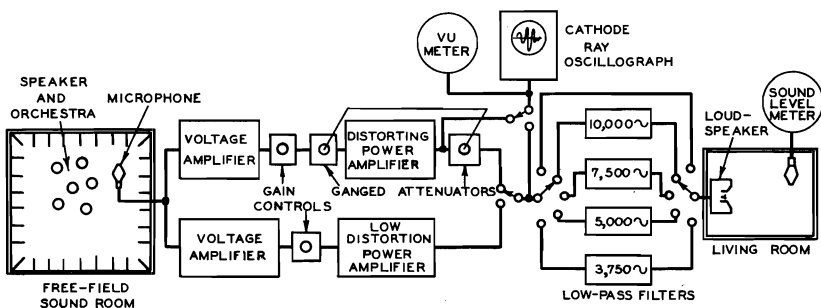 SPEAKER
AND
ORCHESTRA
MICROPHONE
FREE-FIELD
SOUND ROOM
VOLTAGE
AMPLIFIER
GAIN
CONTROLS
VOLTAGE
AMPLIFIER
DISTORTING
POWER
AMPLIFIER
GANGED ATTENUATORS
LOW
DISTORTION
POWER
AMPLIFIER
VU
METER
CATHODE
RAY
OSCILLOGRAPH
10,000~
7,500~
5,000~
3,750~
LOW-PASS FILTERS
LOUD-
SPEAKER
SOUND
LEVEL
METER
LIVING ROOM